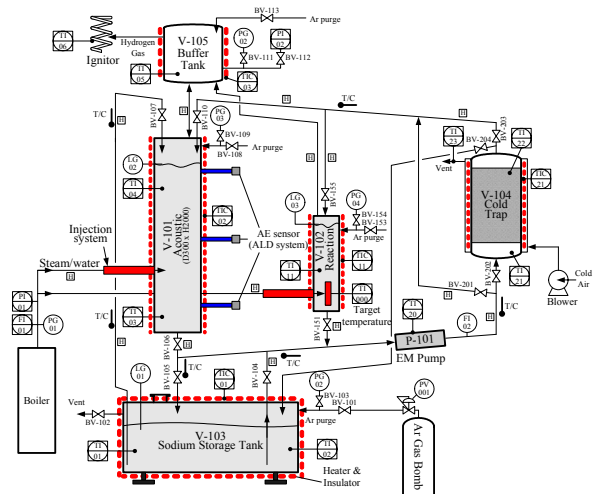 BV-113
Ar purge
TI
06
Hydrogen
Gas
Ignitor
V-105
Buffer
Tank
PG
02
PI
02
BV-111
BV-112
TI
05
TIC
03
T/C
H
BV-107
H
BV-110
PG
03
BV-109
BV-108
Ar purge
H
T/C
H
H
BV-155
BV-203
BV-204
TI
23
TI
22
Vent
TIC
21
V-104
Cold
Trap
TI
21
LG
02
TI
04
V-101
Acoustic
(D300 x H2000)
TIC
02
LG
03
PG
04
BV-154
BV-153
Ar purge
AE sensor
(ALD system)
V-102
Reaction
TI
11
TIC
11
TI
000
Target
temperature
Injection
system
Steam/water
H
H
PI
01
FI
01
PG
01
TI
03
T/C
BV-106
H
BV-151
H
TI
20
P-101
EM Pump
FI
02
BV-201
BV-202
H
T/C
Cold
Air
Blower
Boiler
LG
01
BV-105
T/C
TIC
01
BV-104
H
T/C
H
PG
02
BV-103
BV-101
Ar purge
PV
001
Vent
BV-102
V-103
Sodium Storage Tank
TI
01
TI
02
Heater &
Insulator
Ar Gas Bomb